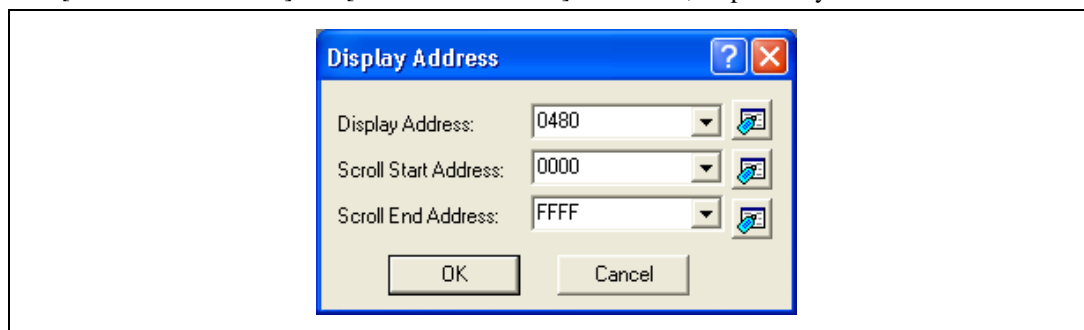 Display Address
Display Address: 0480
Scroll Start Address: 0000
Scroll End Address: FFFF
OK Cancel